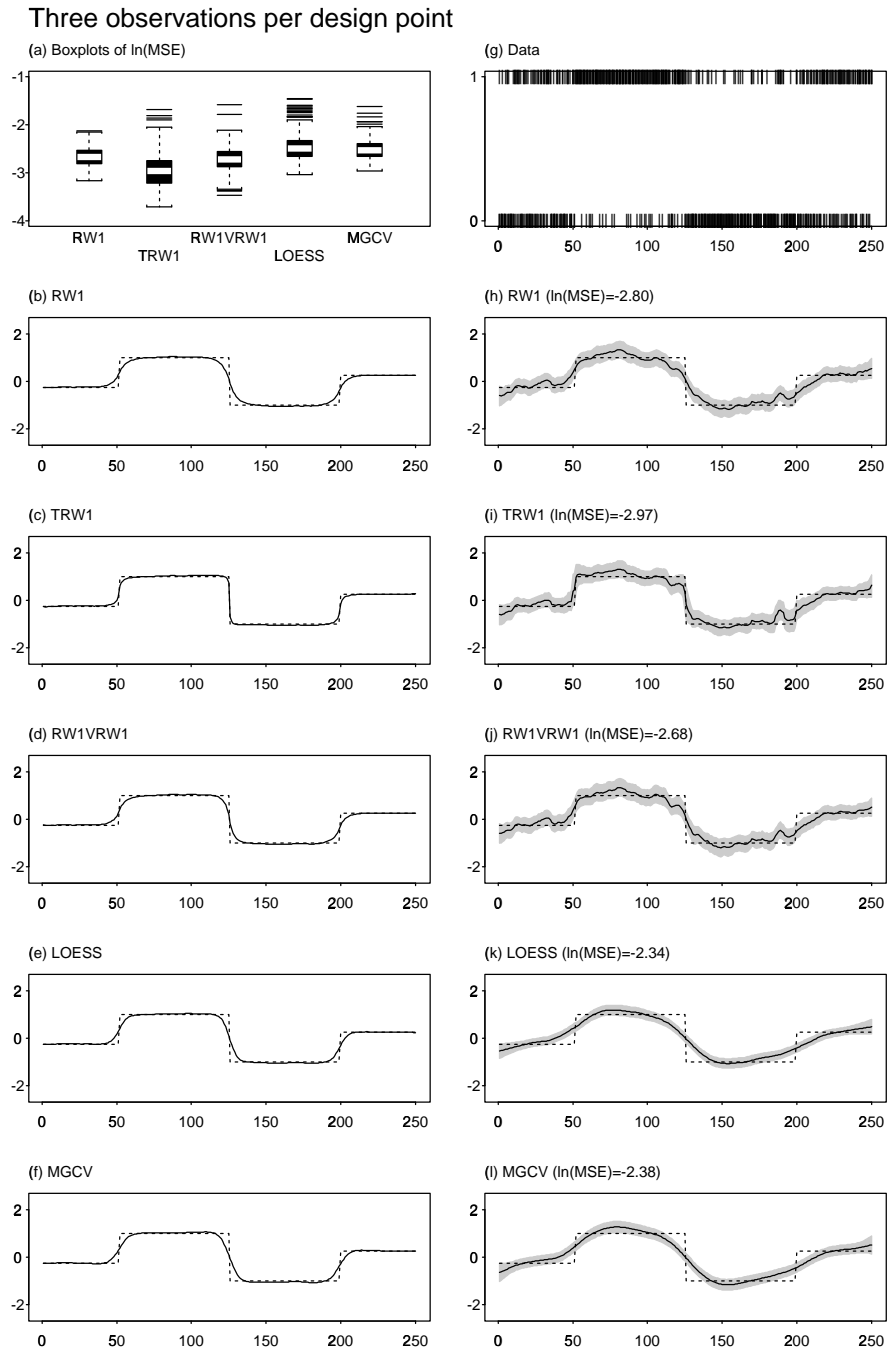 Three observations per design point
(a) Boxplots of ln(MSE)
-1
-2
-3
-4
RW1
TRW1
RW1VRW1
LOESS
MGCV
(g) Data
1
0
0 50 100 150 200 250
(b) RW1
2
0
-2
0 50 100 150 200 250
(h) RW1 (ln(MSE)=-2.80)
2
0
-2
0 50 100 150 200 250
(c) TRW1
2
0
-2
0 50 100 150 200 250
(i) TRW1 (ln(MSE)=-2.97)
2
0
-2
0 50 100 150 200 250
(d) RW1VRW1
2
0
-2
0 50 100 150 200 250
(j) RW1VRW1 (ln(MSE)=-2.68)
2
0
-2
0 50 100 150 200 250
(e) LOESS
2
0
-2
0 50 100 150 200 250
(k) LOESS (ln(MSE)=-2.34)
2
0
-2
0 50 100 150 200 250
(f) MGCV
2
0
-2
0 50 100 150 200 250
(l) MGCV (ln(MSE)=-2.38)
2
0
-2
0 50 100 150 200 250